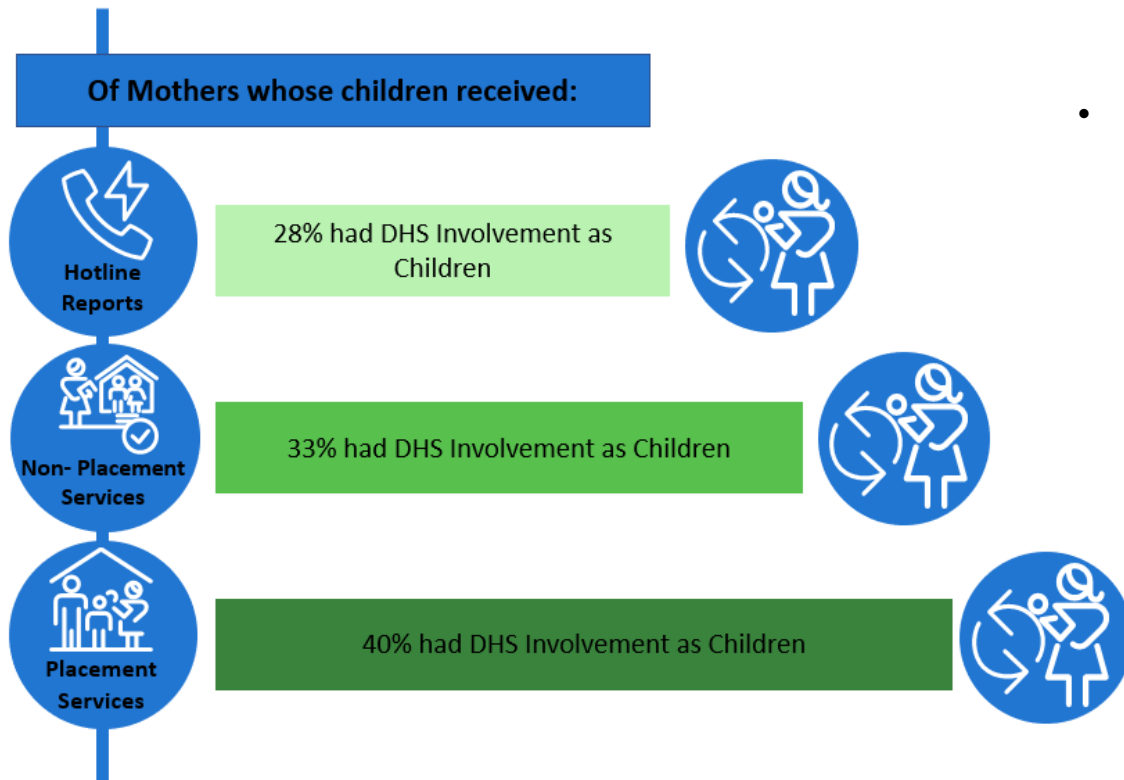 Of Mothers whose children received:
•
Hotline
Reports
28% had DHS Involvement as
Children
Non- Placement
Services
33% had DHS Involvement as Children
Placement
Services
40% had DHS Involvement as Children